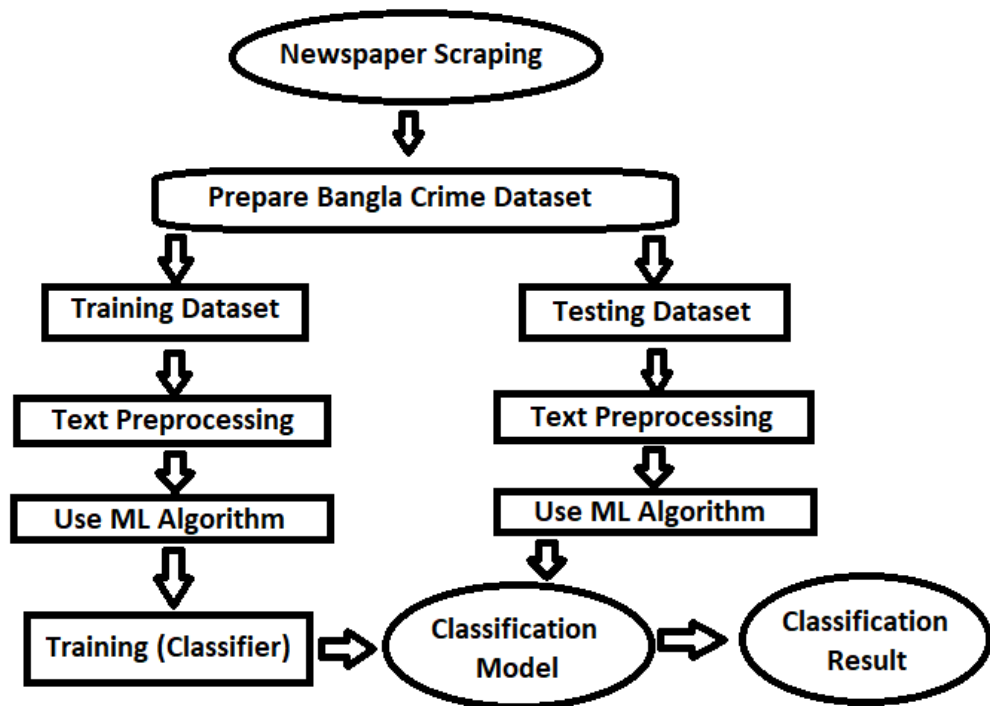 Newspaper Scraping
Prepare Bangla Crime Dataset
Training Dataset
Testing Dataset
Text Preprocessing
Text Preprocessing
Use ML Algorithm
Use ML Algorithm
Training (Classifier)
Classification
Model
Classification
Result